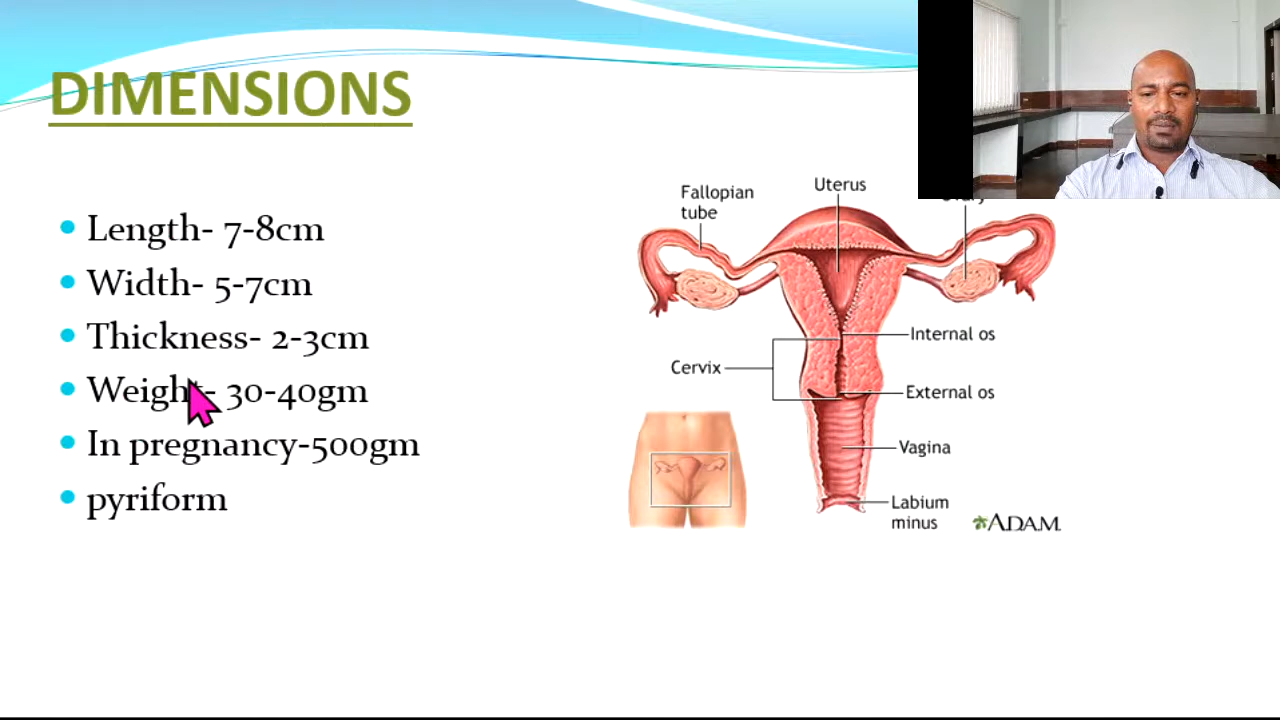 DIMENSIONS
Length- 7-8cm
Width- 5-7cm
Thickness- 2-3cm
Weight- 30-40gm
In pregnancy-500gm
pyriform
Fallopian
tube
Uterus
Internal os
Cervix
External os
Vagina
Labium
minus
ADAM